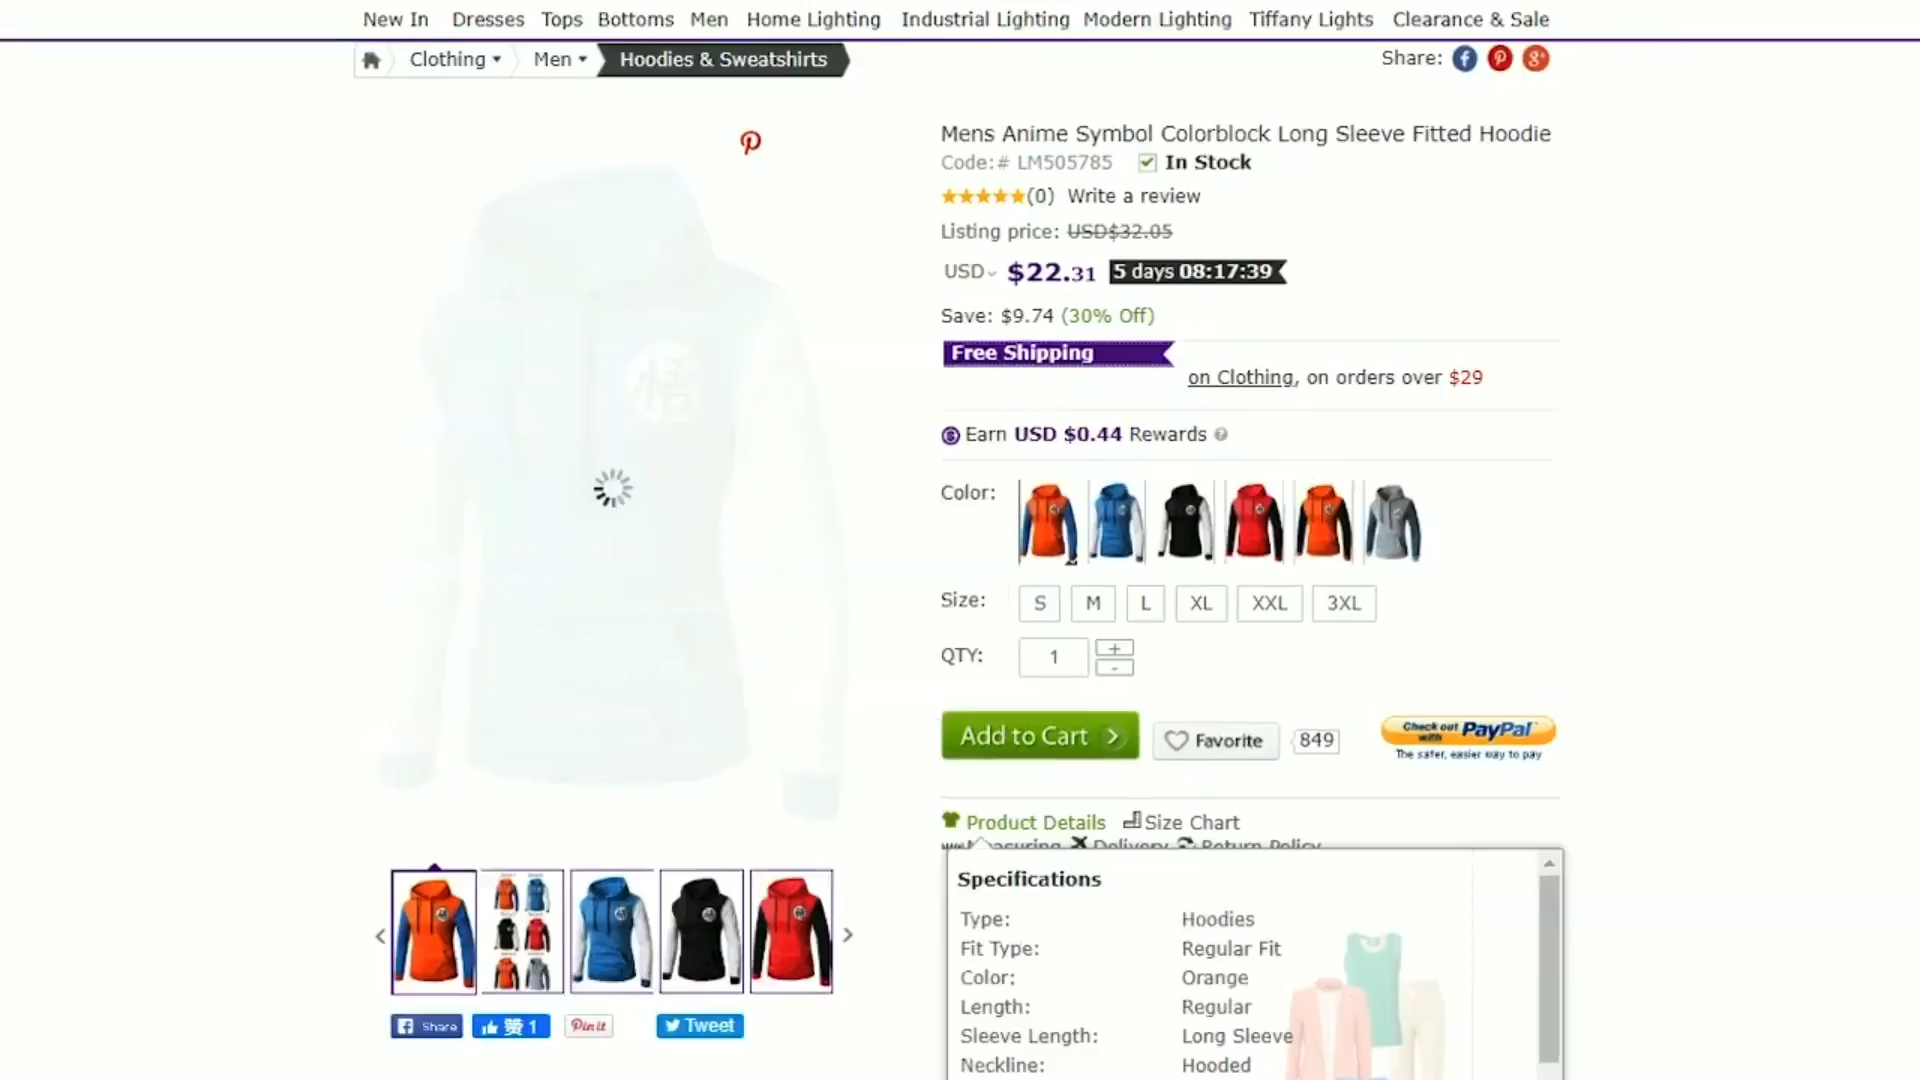 New In Dresses Tops Bottoms Men Home Lighting Industrial Lighting Modern Lighting Tiffany Lights Clearance & Sale
Clothing Men Hoodies & Sweatshirts
Share:
Mens Anime Symbol Colorblock Long Sleeve Fitted Hoodie
Code:# LM505785 In Stock
(0) Write a review
Listing price: USD$32.05
USD $22.31 5 days 08:17:39
Save: $9.74 (30% Off)
Free Shipping
on Clothing, on orders over $29
Earn USD $0.44 Rewards ?
Color:
悟
Size: S M L XL XXL 3XL
QTY: 1 + -
Add to Cart Favorite 849
Check out with PayPal
The safer, easier way to pay
Product Details Size Chart
Measuring Delivery Return Policy
Specifications
Type: Hoodies
Fit Type: Regular Fit
Color: Orange
Length: Regular
Sleeve Length: Long Sleeve
Neckline: Hooded
Share 赞 1 Pin it Tweet